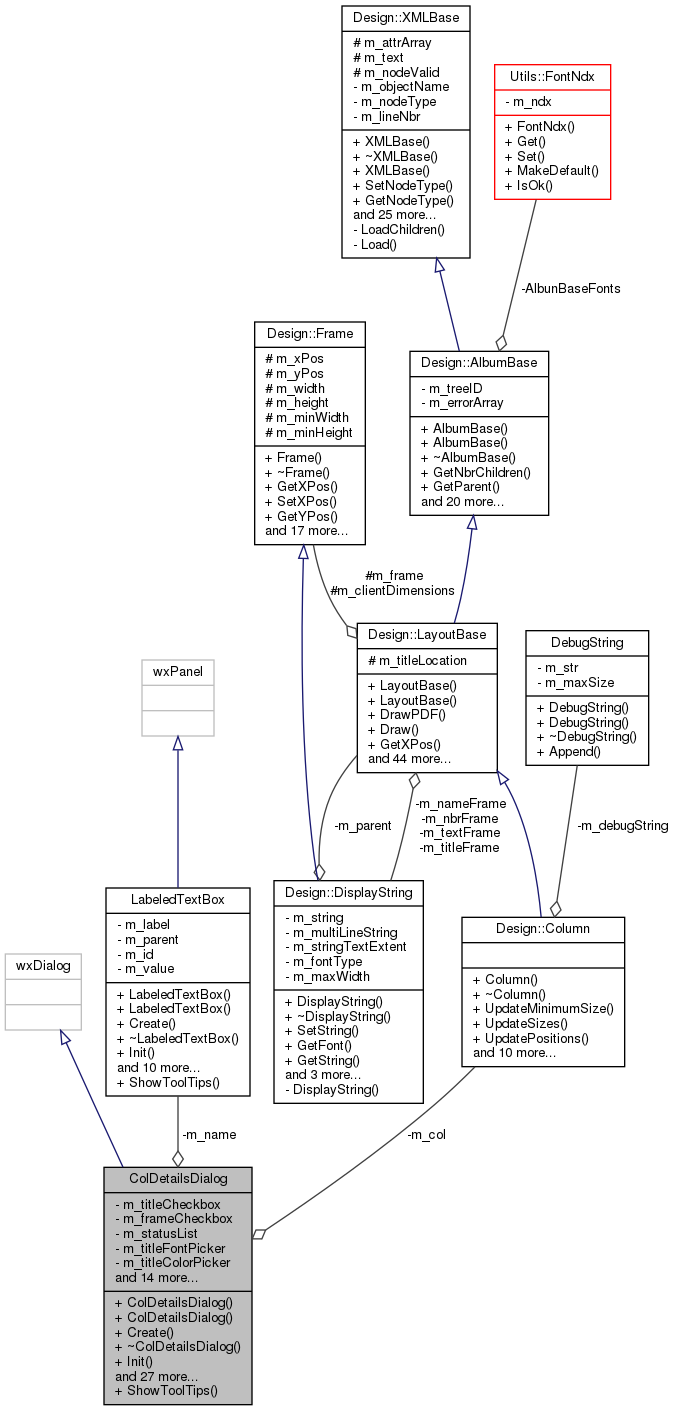 Design::XMLBase
# m_attrArray
# m_text
# m_nodeValid
- m_objectName
- m_nodeType
- m_lineNbr
+ XMLBase()
+ ~XMLBase()
+ XMLBase()
+ SetNodeType()
+ GetNodeType()
and 25 more...
- LoadChildren()
- Load()
Utils::FontNdx
- m_ndx
+ FontNdx()
+ Get()
+ Set()
+ MakeDefault()
+ IsOk()
-AlbunBaseFonts
Design::Frame
# m_xPos
# m_yPos
# m_width
# m_height
# m_minWidth
# m_minHeight
+ Frame()
+ ~Frame()
+ GetXPos()
+ SetXPos()
+ GetYPos()
and 17 more...
Design::AlbumBase
- m_treeID
- m_errorArray
+ AlbumBase()
+ AlbumBase()
+ ~AlbumBase()
+ GetNbrChildren()
+ GetParent()
and 20 more...
#m_frame
#m_clientDimensions
Design::LayoutBase
# m_titleLocation
+ LayoutBase()
+ LayoutBase()
+ DrawPDF()
+ Draw()
+ GetXPos()
and 44 more...
DebugString
- m_str
- m_maxSize
+ DebugString()
+ DebugString()
+ ~DebugString()
+ Append()
wxPanel
-m_parent
-m_nameFrame
-m_nbrFrame
-m_textFrame
-m_titleFrame
-m_debugString
LabeledTextBox
- m_label
- m_parent
- m_id
- m_value
+ LabeledTextBox()
+ LabeledTextBox()
+ Create()
+ ~LabeledTextBox()
+ Init()
and 10 more...
+ ShowToolTips()
Design::DisplayString
- m_string
- m_multiLineString
- m_stringTextExtent
- m_fontType
- m_maxWidth
+ DisplayString()
+ ~DisplayString()
+ SetString()
+ GetFont()
+ GetString()
and 3 more...
- DisplayString()
Design::Column
+ Column()
+ ~Column()
+ UpdateMinimumSize()
+ UpdateSizes()
+ UpdatePositions()
and 10 more...
wxDialog
-m_name
-m_col
ColDetailsDialog
- m_titleCheckbox
- m_frameCheckbox
- m_statusList
- m_titleFontPicker
- m_titleColorPicker
and 14 more...
+ ColDetailsDialog()
+ ColDetailsDialog()
+ Create()
+ ~ColDetailsDialog()
+ Init()
and 27 more...
+ ShowToolTips()